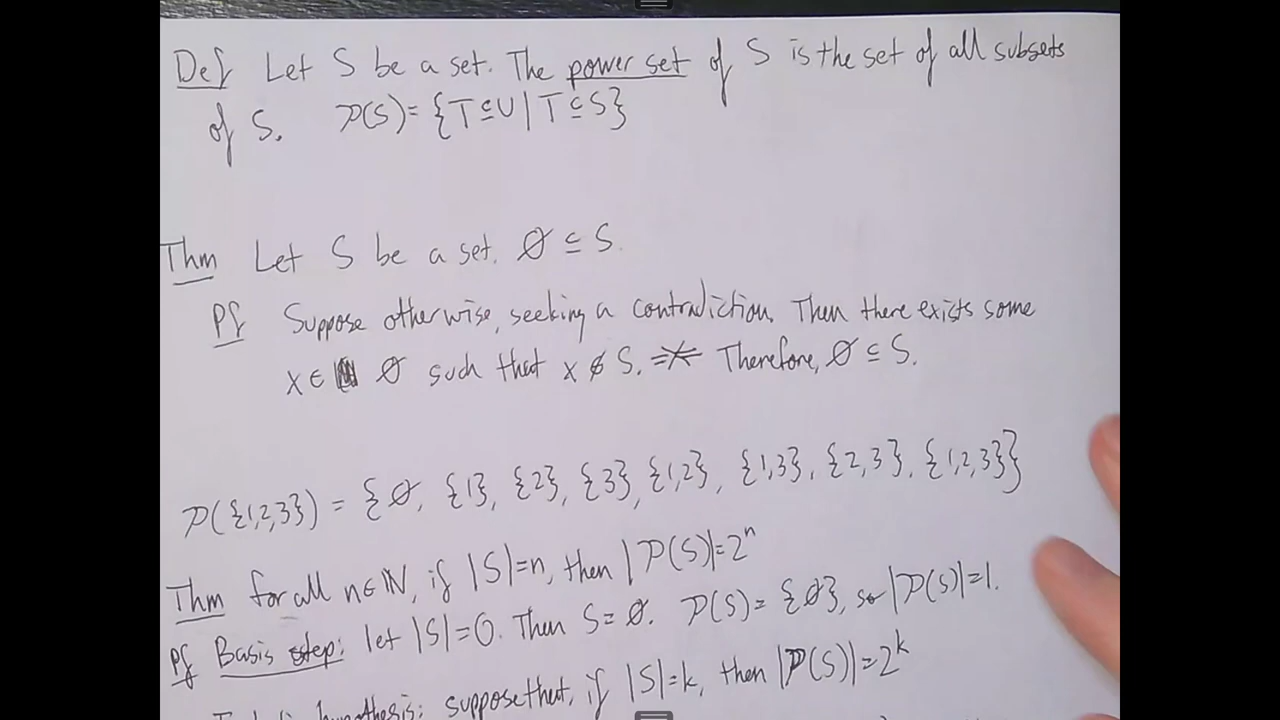 Def Let S be a set. The power set of S is the set of all subsets
of S. P(S) = {T ⊆ U | T ⊆ S}
Thm Let S be a set. ∅ ⊆ S.
Pf Suppose otherwise, seeking a contradiction. Then there exists some
x ∈ ∅ such that x ∉ S. ⇒⇐ Therefore, ∅ ⊆ S.
P({1,2,3}) = {∅, {1}, {2}, {3}, {1,2}, {1,3}, {2,3}, {1,2,3}}
Thm for all n∈ℕ, if |S|=n, then |P(S)|=2ⁿ
Pf Basis step: let |S|=0. Then S=∅. P(S) = {∅}, so |P(S)|=1.
hypothesis: suppose that, if |S|=k, then |P(S)|=2ᵏ